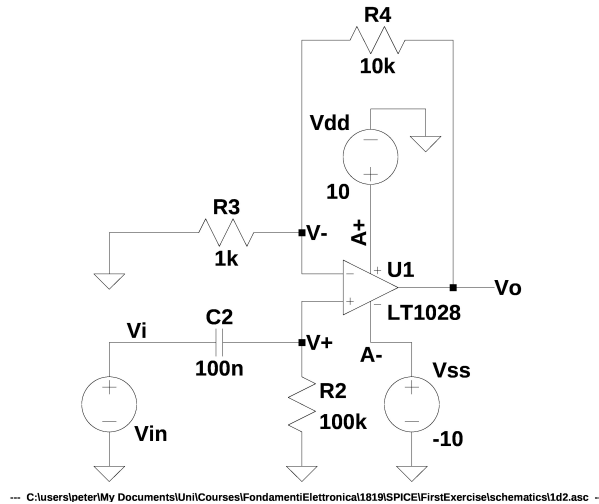 R4
10k
Vdd
10
R3
1k
V-
A+
U1
LT1028
Vo
C2
100n
Vi
V+
A-
R2
100k
Vin
Vss
-10
--- C:\users\peter\My Documents\Uni\Courses\FondamentiElettronica\1819\SPICE\FirstExercise\schematics\1d2.asc -